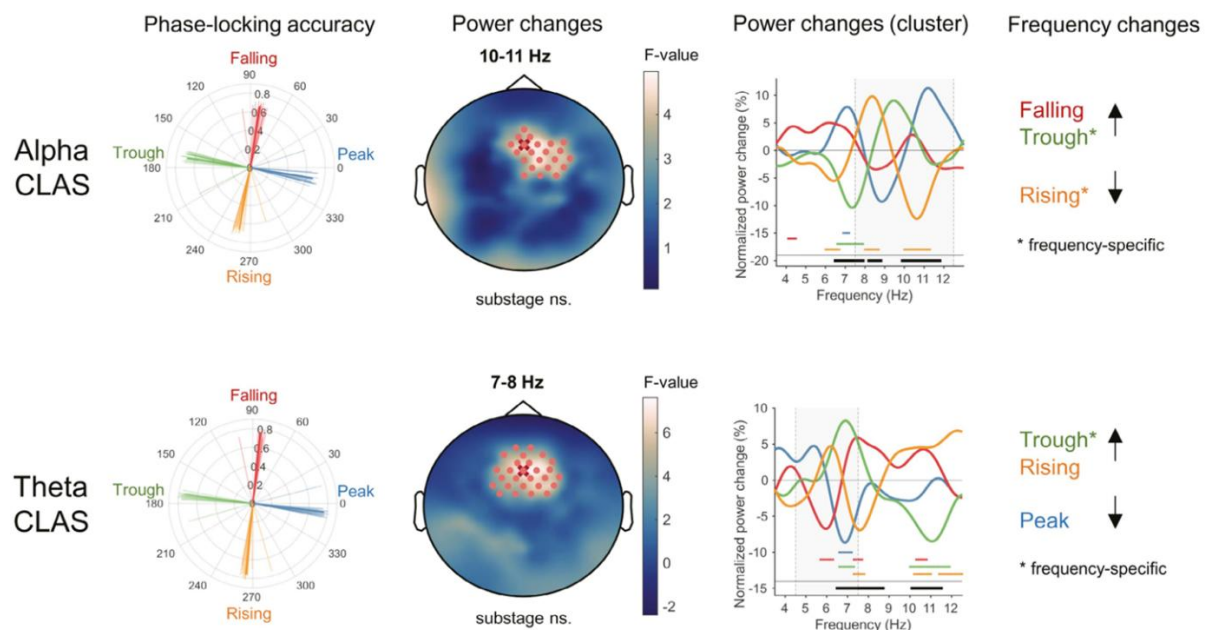 Phase-locking accuracy
Power changes
Power changes (cluster)
Frequency changes
Alpha
CLAS
Falling
90
120
60
150
30
0.8
0.6
0.4
0.2
0
Trough
180
Peak
0
210
330
240
300
270
Rising
10-11 Hz
F-value
4
3
2
1
substage ns.
Normalized power change (%)
10
5
0
-5
-10
-15
-20
4 5 6 7 8 9 10 11 12
Frequency (Hz)
Falling
Trough*
Rising*
* frequency-specific
Theta
CLAS
Falling
90
120
60
150
30
0.8
0.6
0.4
0.2
0
Trough
180
Peak
0
210
330
240
300
270
Rising
7-8 Hz
F-value
6
4
2
0
-2
substage ns.
Normalized power change (%)
10
5
0
-5
-10
-15
4 5 6 7 8 9 10 11 12
Frequency (Hz)
Trough*
Rising
Peak
* frequency-specific